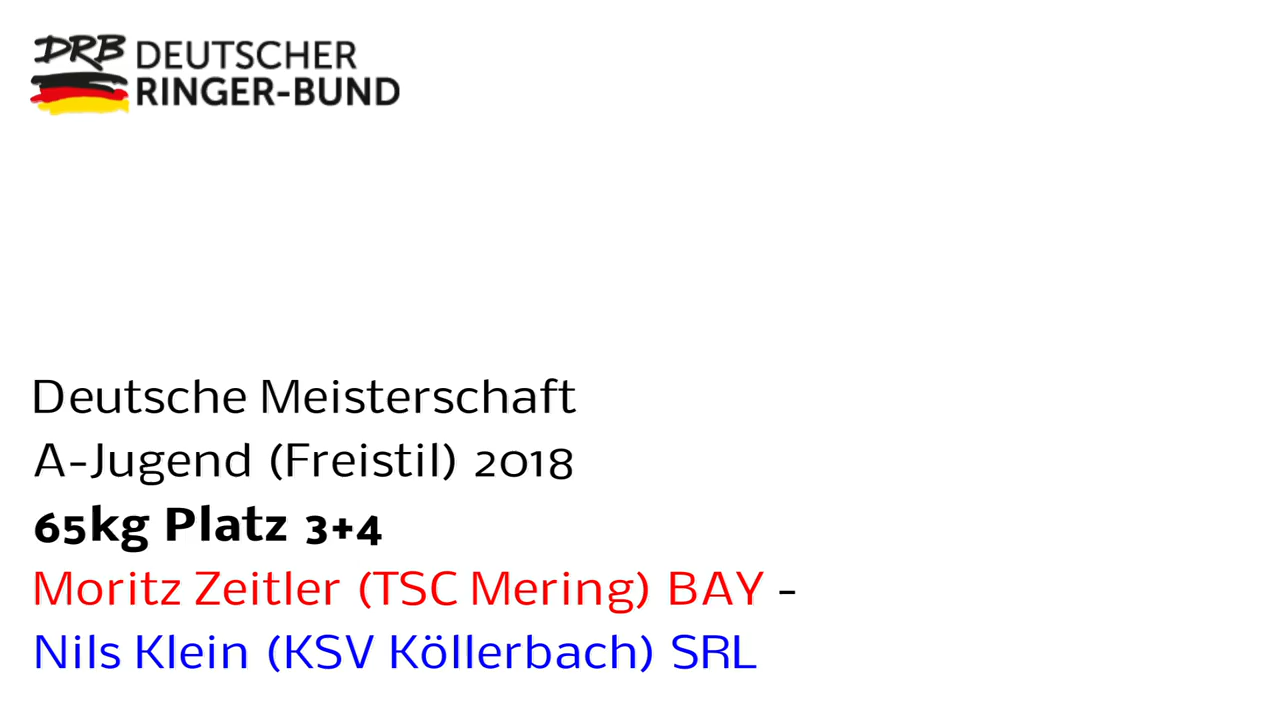 DRB DEUTSCHER
RINGER-BUND
Deutsche Meisterschaft
A-Jugend (Freistil) 2018
65kg Platz 3+4
Moritz Zeitler (TSC Mering) BAY -
Nils Klein (KSV Köllerbach) SRL